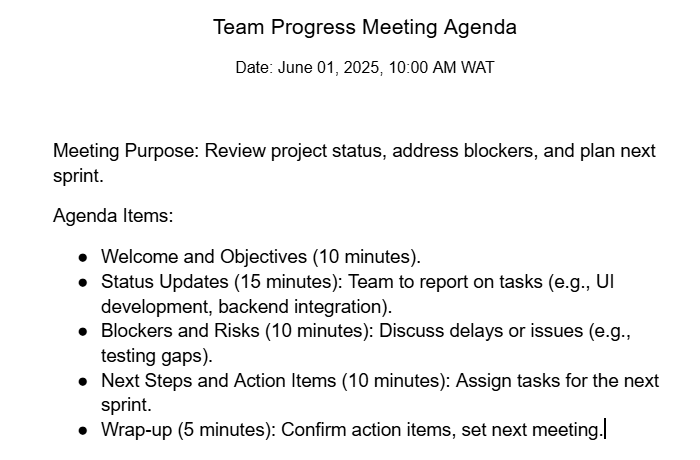 Team Progress Meeting Agenda
Date: June 01, 2025, 10:00 AM WAT
Meeting Purpose: Review project status, address blockers, and plan next
sprint.
Agenda Items:
● Welcome and Objectives (10 minutes).
● Status Updates (15 minutes): Team to report on tasks (e.g., UI
development, backend integration).
● Blockers and Risks (10 minutes): Discuss delays or issues (e.g.,
testing gaps).
● Next Steps and Action Items (10 minutes): Assign tasks for the next
sprint.
● Wrap-up (5 minutes): Confirm action items, set next meeting.